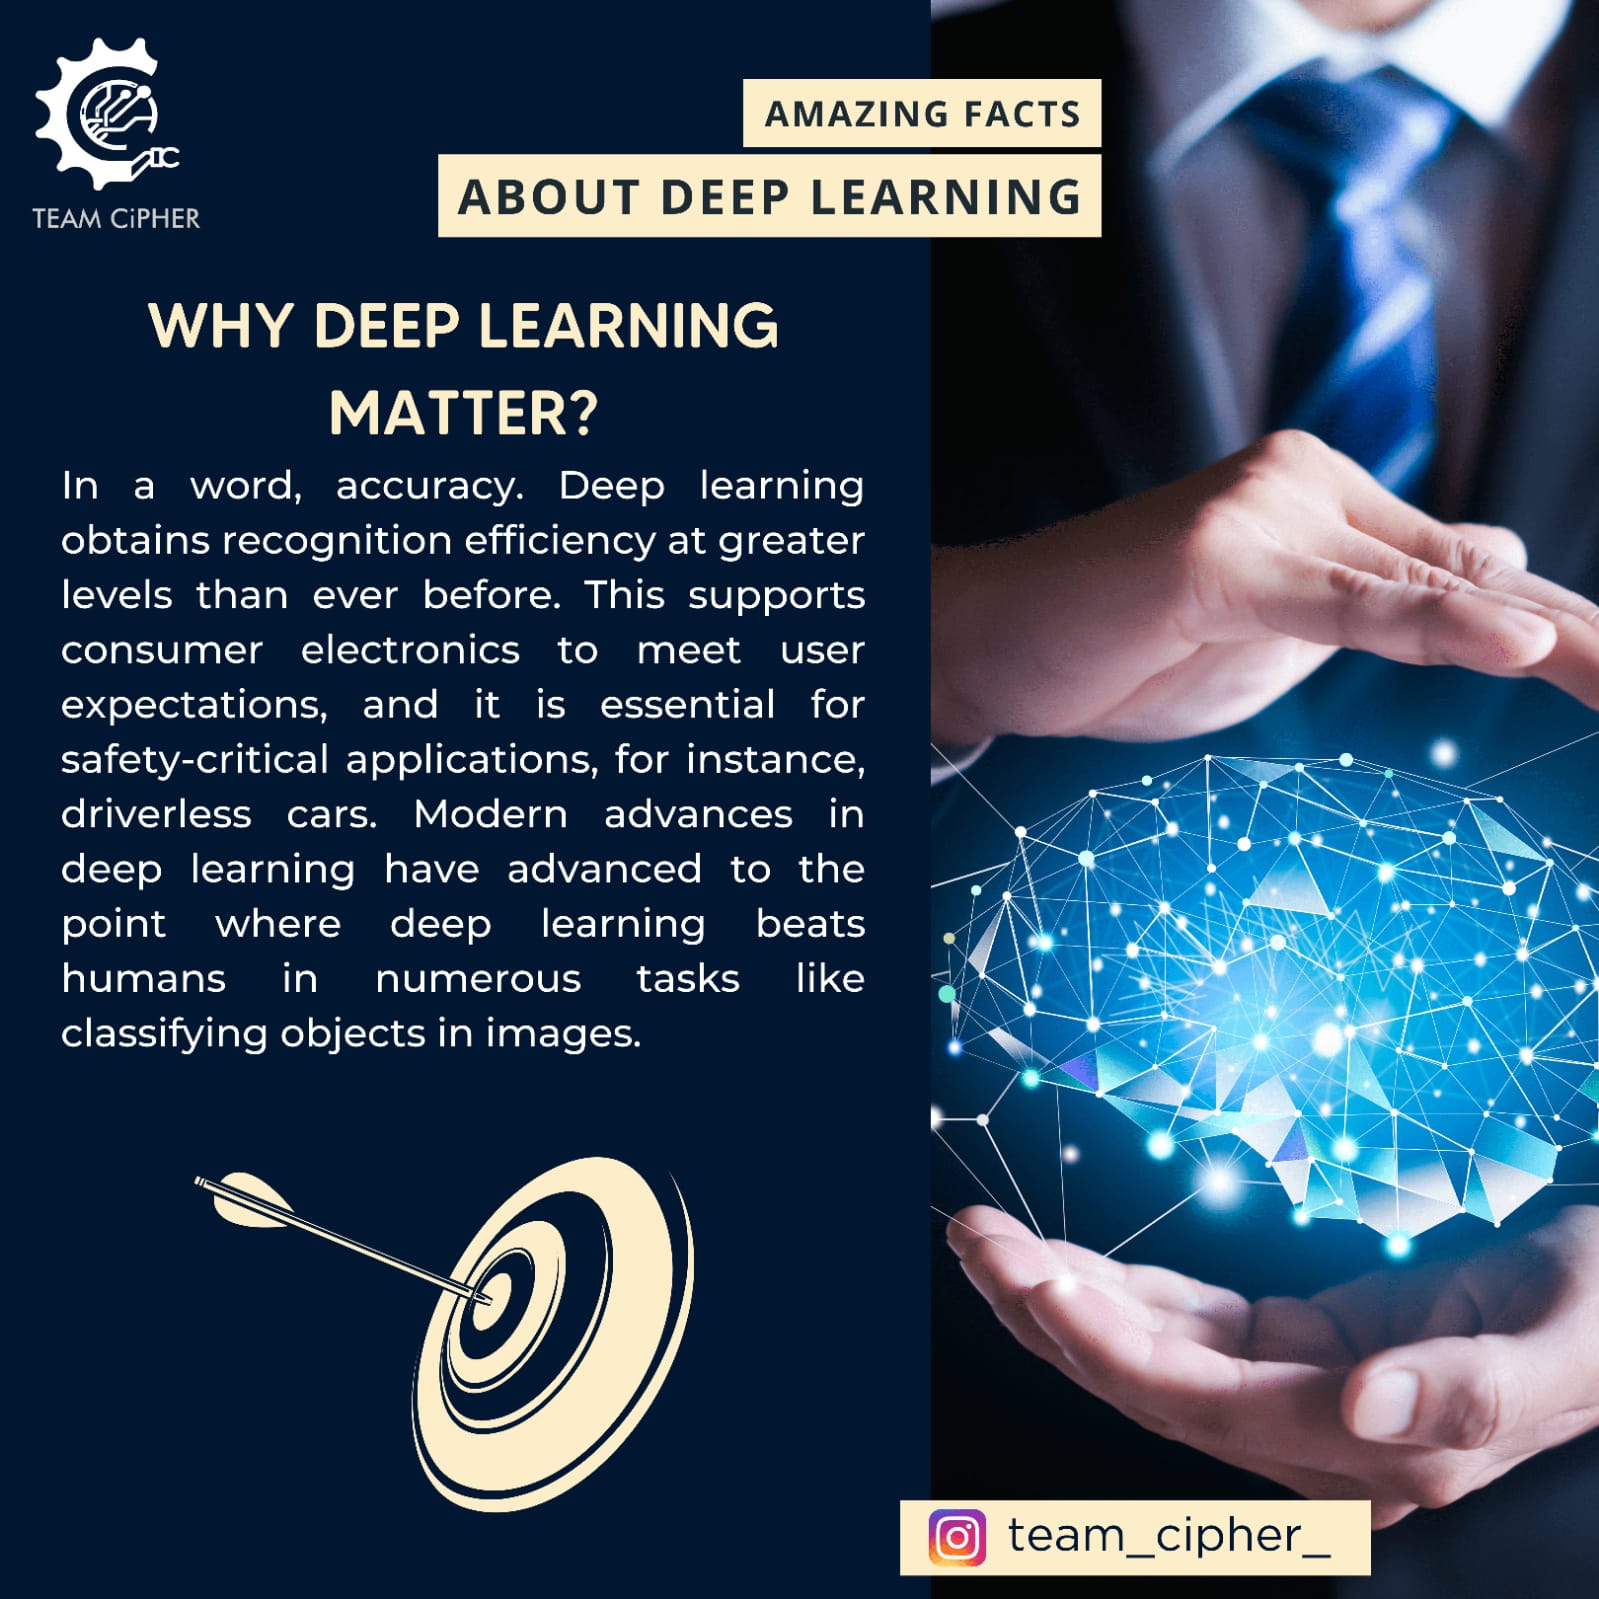 TEAM CiPHER
AMAZING FACTS
ABOUT DEEP LEARNING
WHY DEEP LEARNING
MATTER?
In a word, accuracy. Deep learning
obtains recognition efficiency at greater
levels than ever before. This supports
consumer electronics to meet user
expectations, and it is essential for
safety-critical applications, for instance,
driverless cars. Modern advances in
deep learning have advanced to the
point where deep learning beats
humans in numerous tasks like
classifying objects in images.
team_cipher_